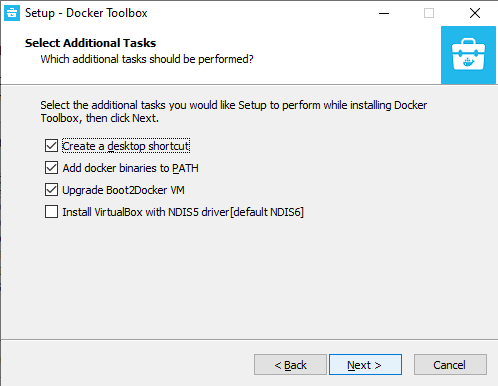 Setup - Docker Toolbox
Select Additional Tasks
Which additional tasks should be performed?
Select the additional tasks you would like Setup to perform while installing Docker
Toolbox, then click Next.
Create a desktop shortcut
Add docker binaries to PATH
Upgrade Boot2Docker VM
Install VirtualBox with NDIS5 driver[default NDIS6]
< Back
Next >
Cancel